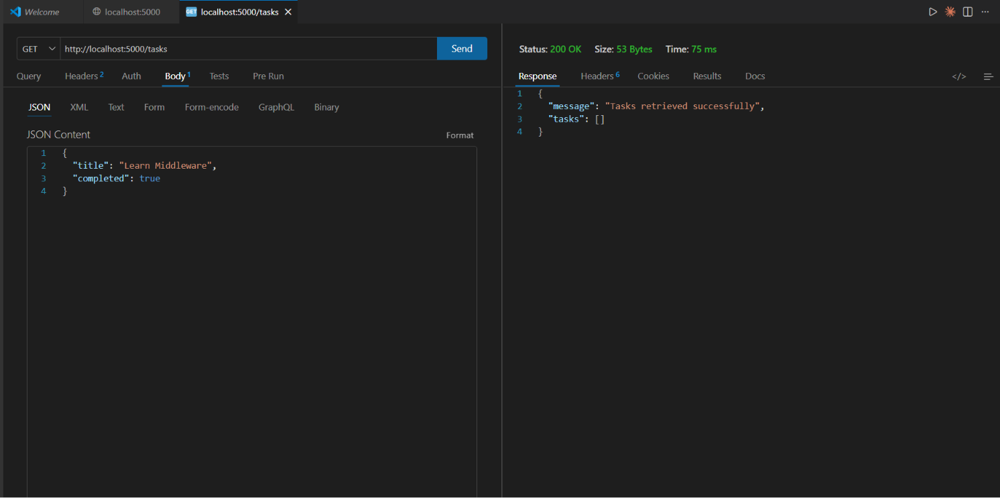 Welcome localhost:5000 GET localhost:5000/tasks
GET http://localhost:5000/tasks Send
Query Headers 2 Auth Body 1 Tests Pre Run
JSON XML Text Form Form-encode GraphQL Binary
JSON Content Format
1 {
2 "title": "Learn Middleware",
3 "completed": true
4 }
Status: 200 OK Size: 53 Bytes Time: 75 ms
Response Headers 6 Cookies Results Docs </>
1 {
2 "message": "Tasks retrieved successfully",
3 "tasks": []
4 }